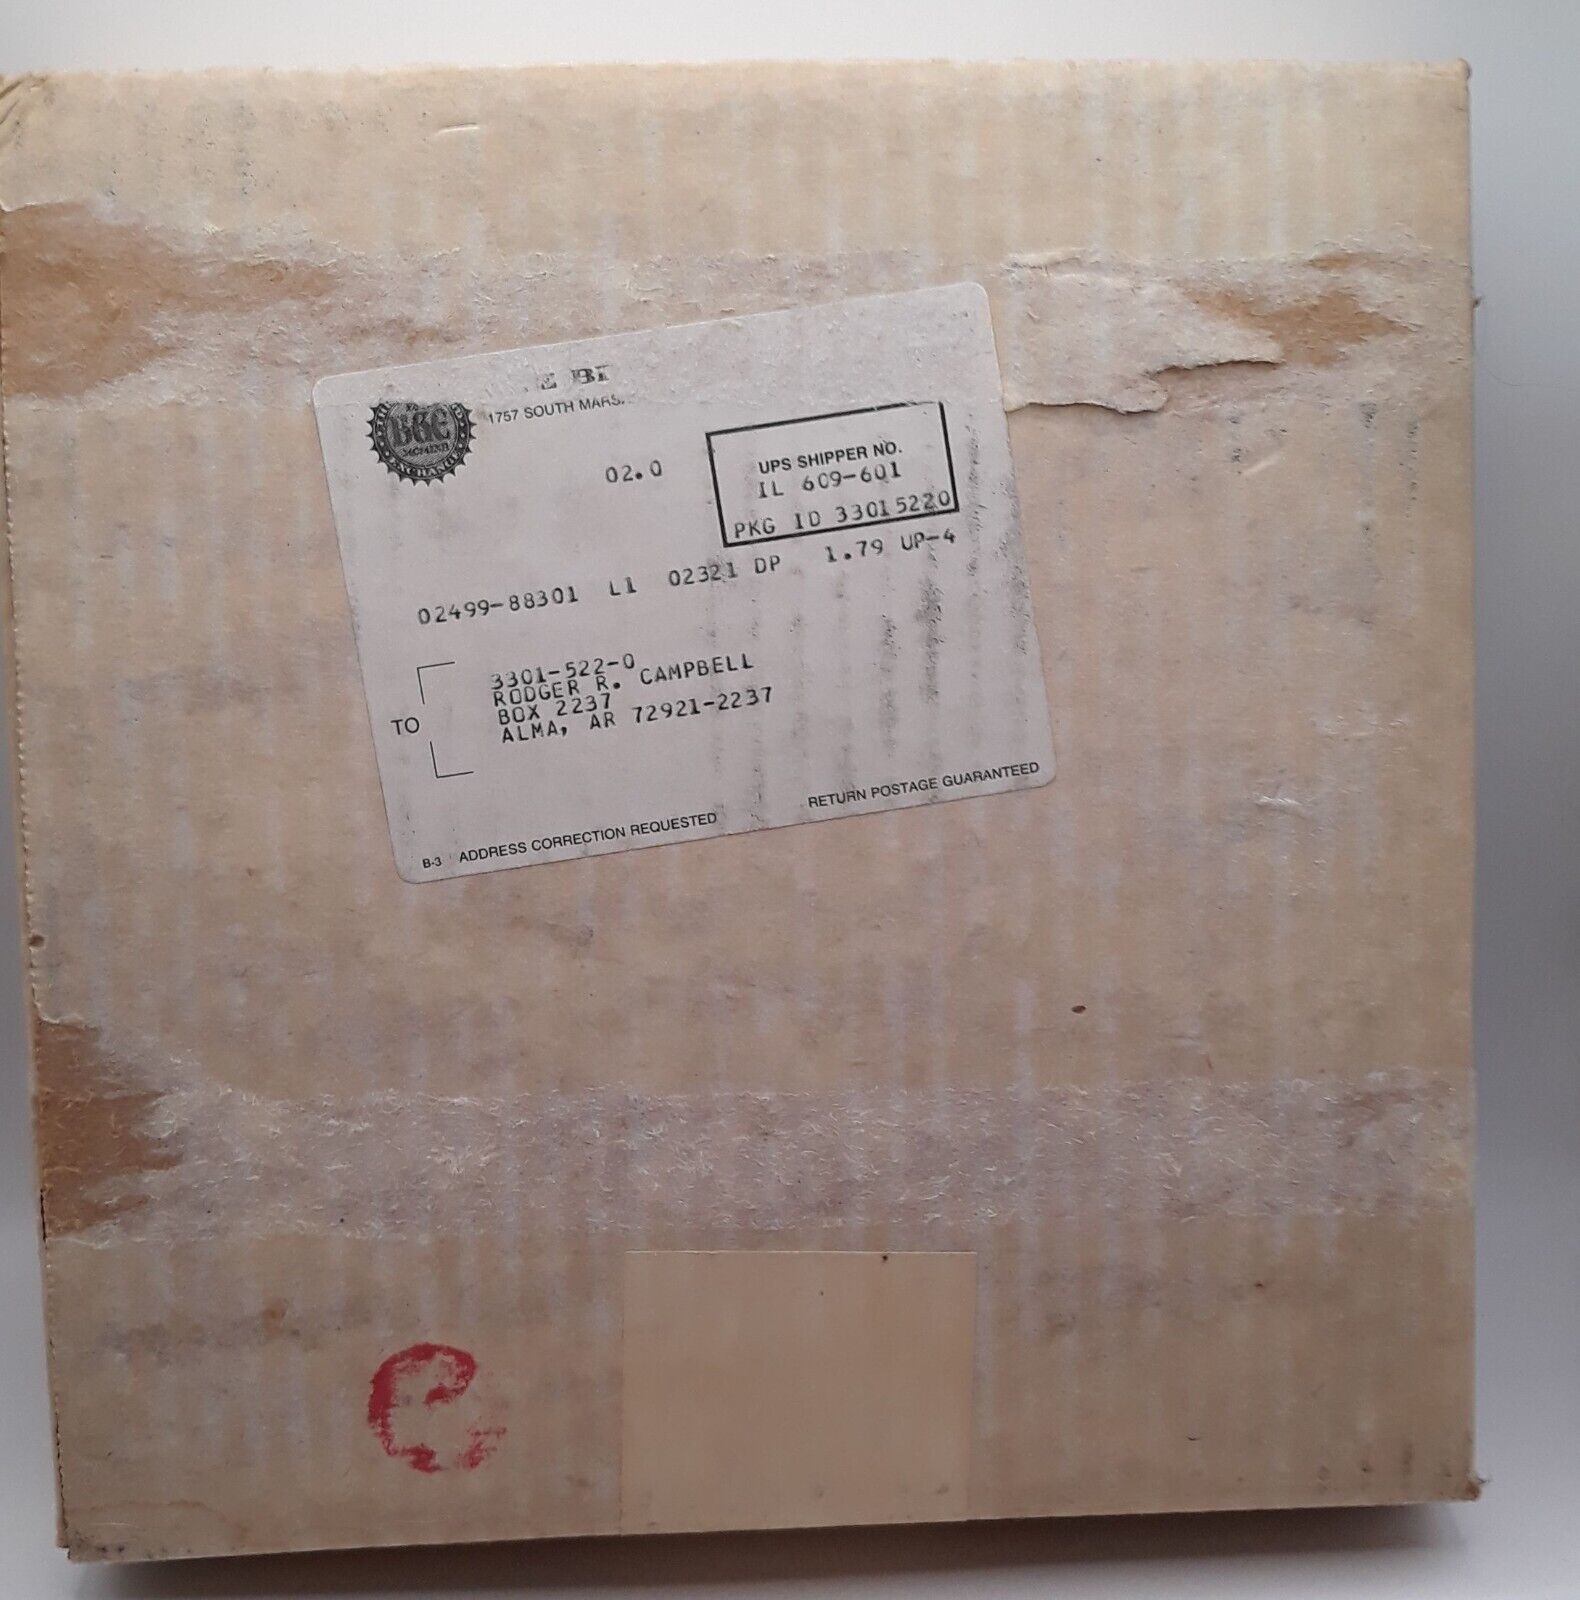 BGE
1757 SOUTH
02.0
UPS SHIPPER NO.
IL 609-601
PKG ID 33015220
02499-88301 L1 02321 DP 1.79 UP-4
3301-522-0
RODGER R. CAMPBELL
BOX 2237
ALMA, AR 72921-2237
TO
B-3 ADDRESS CORRECTION REQUESTED
RETURN POSTAGE GUARANTEED